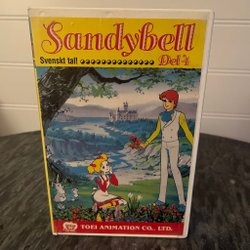 Sandybell
Svenskt tal!
Del 4
TOEI ANIMATION CO., LTD.